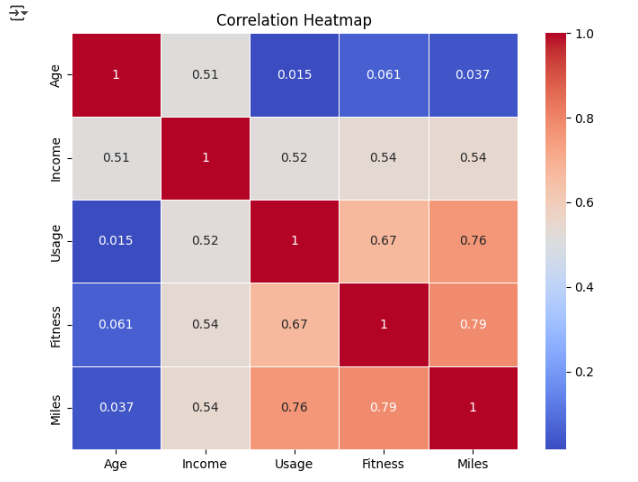 Correlation Heatmap
Age 1 0.51 0.015 0.061 0.037
Income 0.51 1 0.52 0.54 0.54
Usage 0.015 0.52 1 0.67 0.76
Fitness 0.061 0.54 0.67 1 0.79
Miles 0.037 0.54 0.76 0.79 1
Age Income Usage Fitness Miles
1.0
0.8
0.6
0.4
0.2